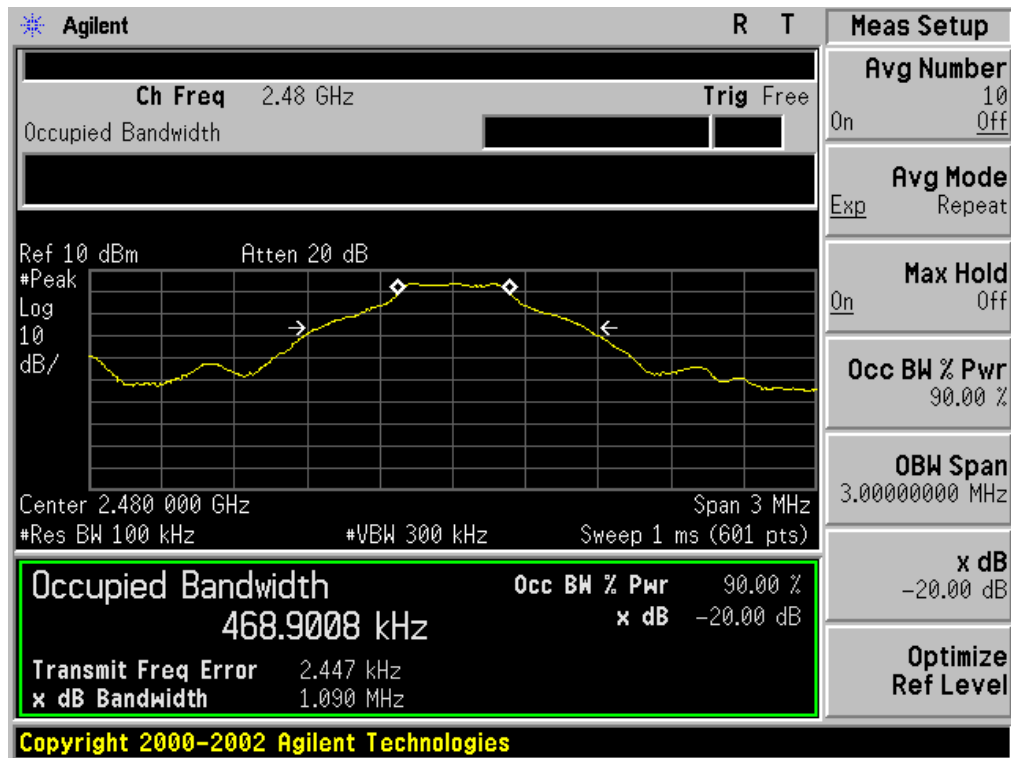 Agilent R T
Ch Freq 2.48 GHz Trig Free
Occupied Bandwidth
Ref 10 dBm Atten 20 dB
#Peak
Log
10
dB/
Center 2.480 000 GHz Span 3 MHz
#Res BW 100 kHz #VBW 300 kHz Sweep 1 ms (601 pts)
Occupied Bandwidth Occ BW % Pwr 90.00 %
468.9008 kHz x dB -20.00 dB
Transmit Freq Error 2.447 kHz
x dB Bandwidth 1.090 MHz
Copyright 2000-2002 Agilent Technologies
Meas Setup
Avg Number
10
On Off
Avg Mode
Exp Repeat
Max Hold
On Off
Occ BW % Pwr
90.00 %
OBW Span
3.00000000 MHz
x dB
-20.00 dB
Optimize
Ref Level